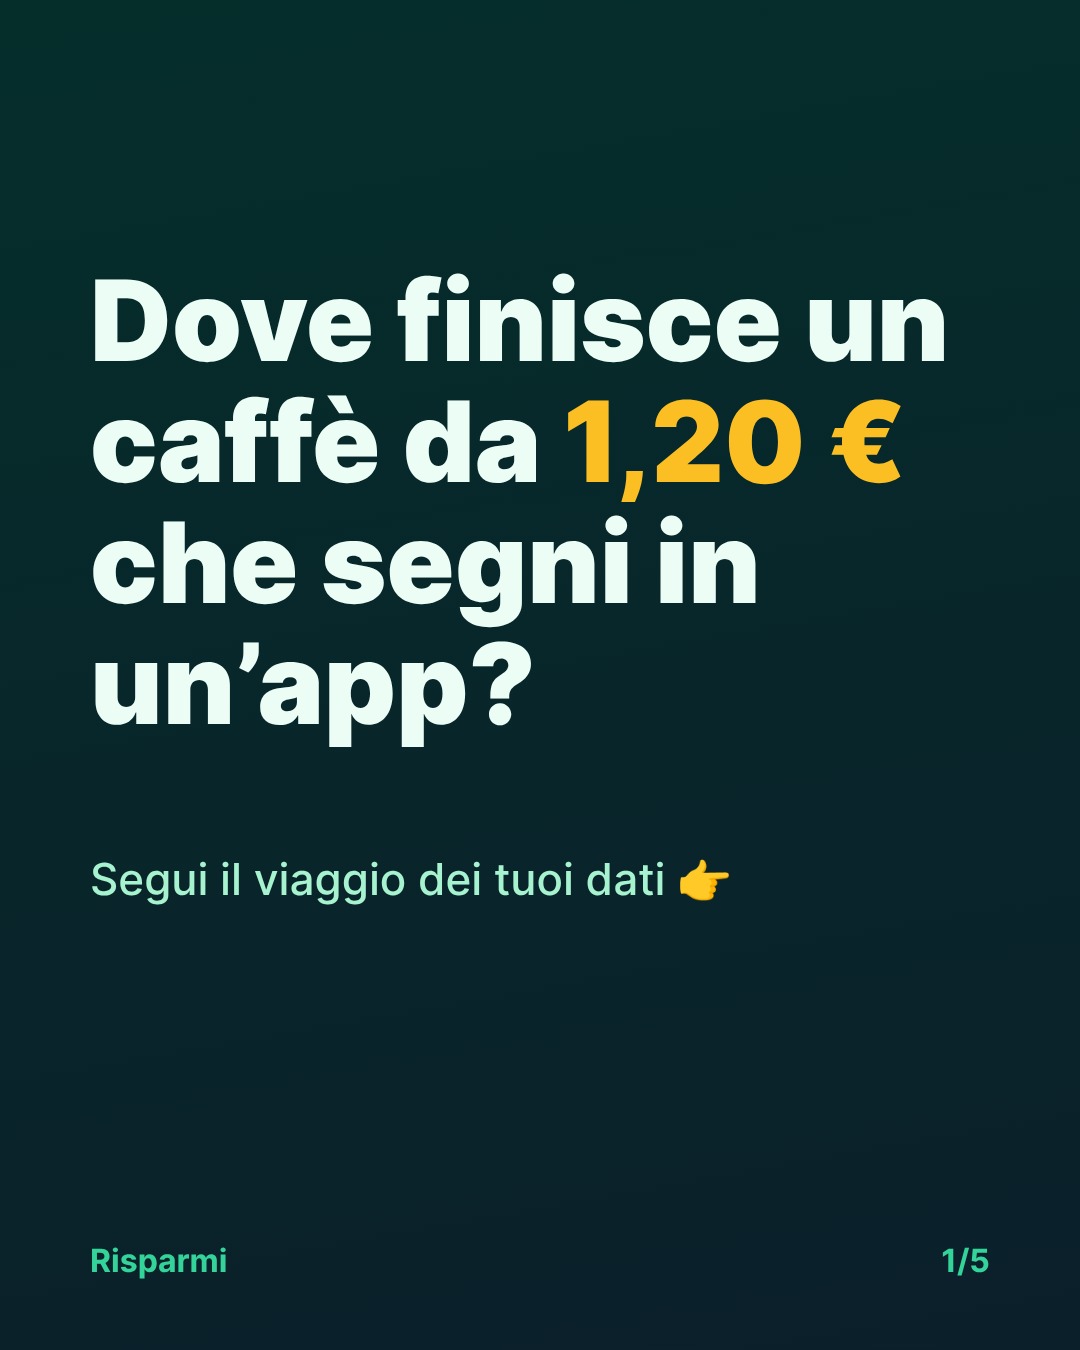 Dove finisce un
caffè da 1,20 €
che segni in
un’app?
Segui il viaggio dei tuoi dati 👉
Risparmi
1/5